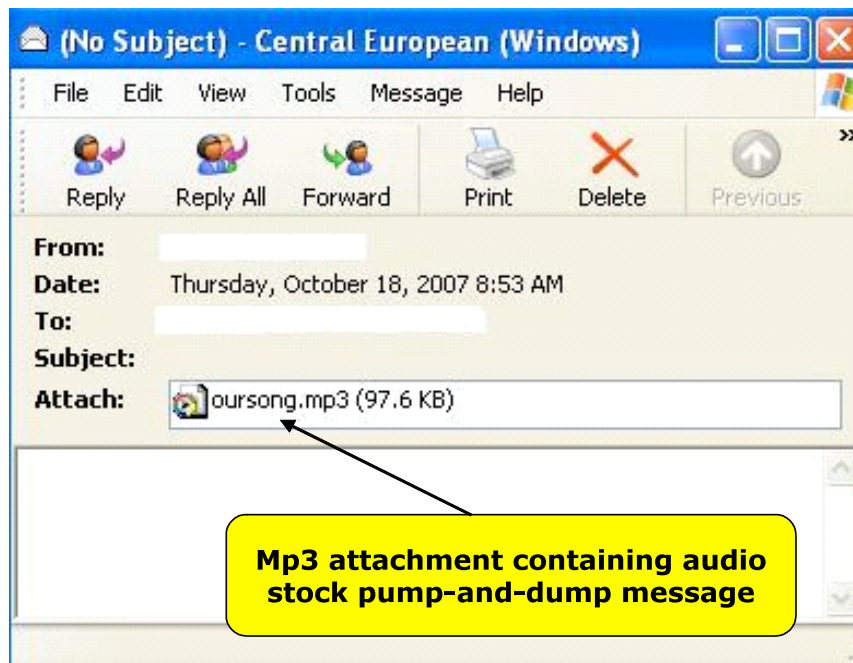 (No Subject) - Central European (Windows)
File Edit View Tools Message Help
Reply Reply All Forward Print Delete Previous
From:
Date: Thursday, October 18, 2007 8:53 AM
To:
Subject:
Attach: oursong.mp3 (97.6 KB)
Mp3 attachment containing audio
stock pump-and-dump message